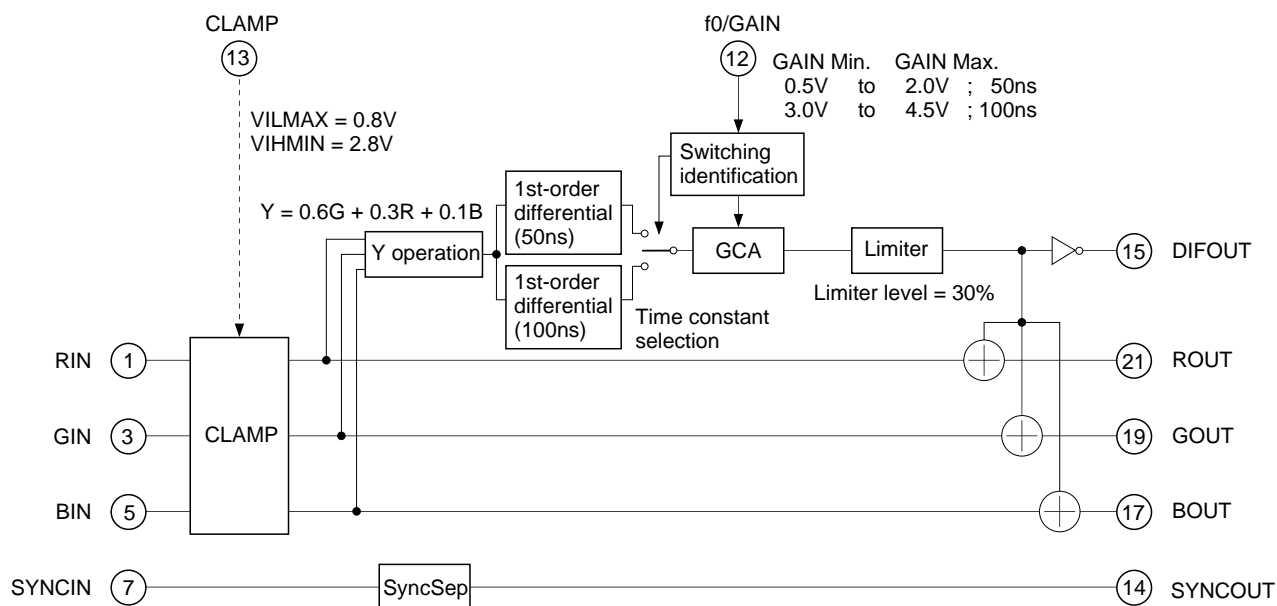 CLAMP
13
f0/GAIN
12
GAIN Min. GAIN Max.
0.5V to 2.0V ; 50ns
3.0V to 4.5V ; 100ns
VILMAX = 0.8V
VIHMIN = 2.8V
Switching
identification
1st-order
differential
(50ns)
Y = 0.6G + 0.3R + 0.1B
Y operation
GCA
Limiter
15
DIFOUT
1st-order
differential
(100ns)
Limiter level = 30%
Time constant
selection
RIN
1
21
ROUT
GIN
3
CLAMP
19
GOUT
BIN
5
17
BOUT
SYNCIN
7
SyncSep
14
SYNCOUT